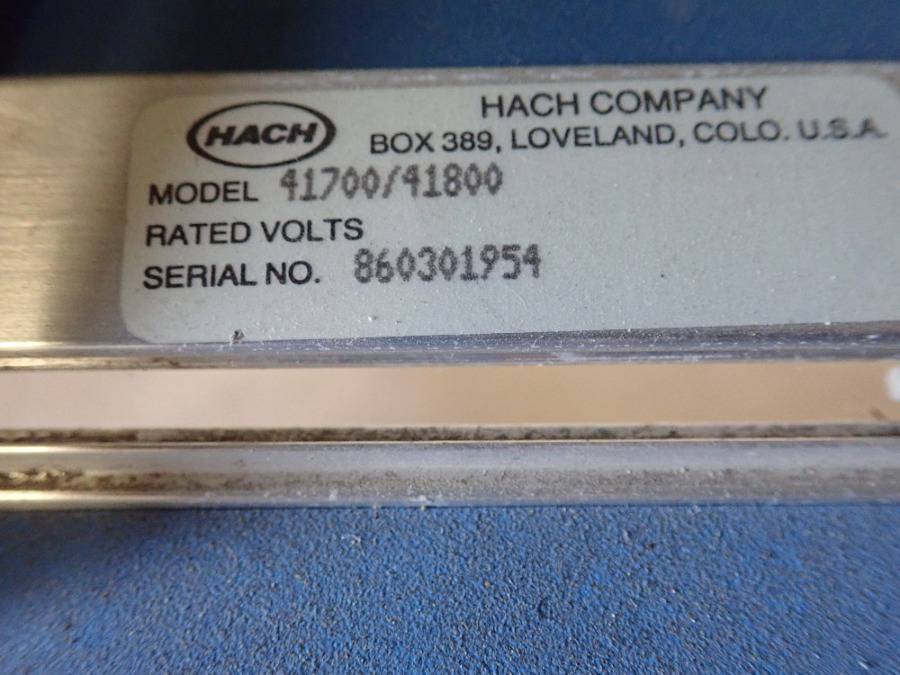 HACH
HACH COMPANY
BOX 389, LOVELAND, COLO. U.S.A.
MODEL 41700/41800
RATED VOLTS
SERIAL NO. 860301954